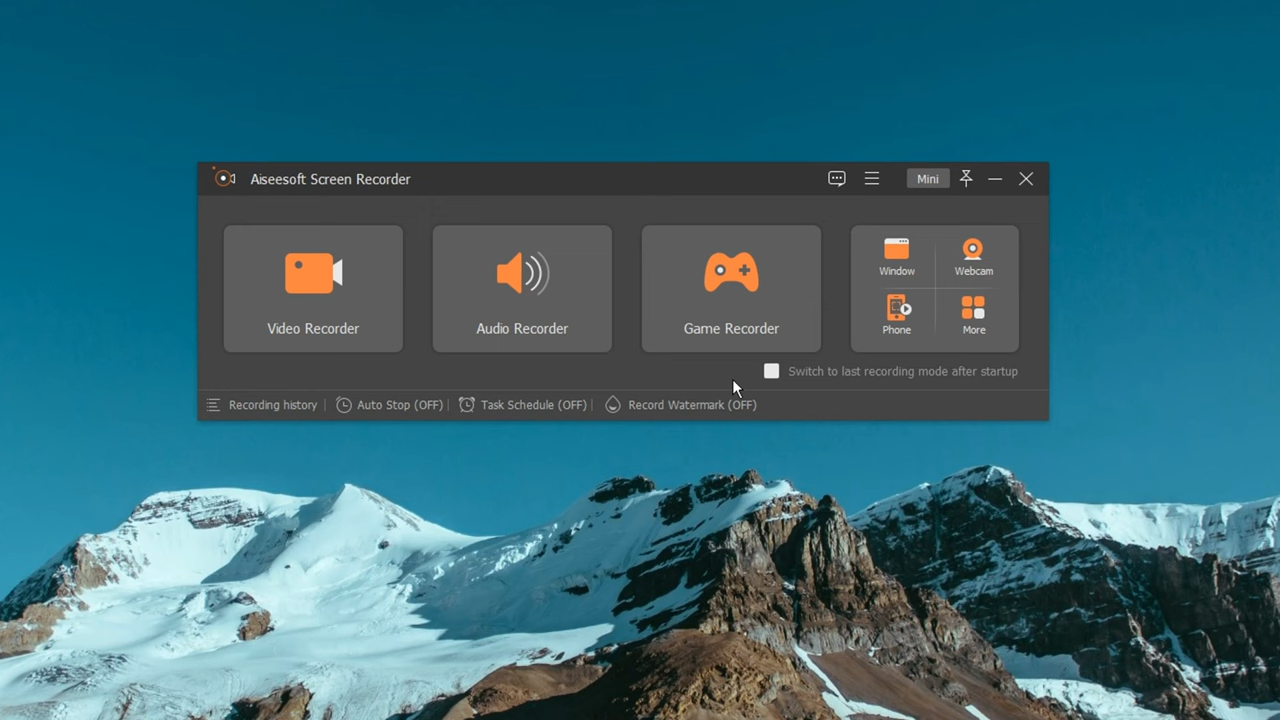 Aiseesoft Screen Recorder
Mini
Video Recorder
Audio Recorder
Game Recorder
Window
Webcam
Phone
More
Switch to last recording mode after startup
Recording history
Auto Stop (OFF)
Task Schedule (OFF)
Record Watermark (OFF)